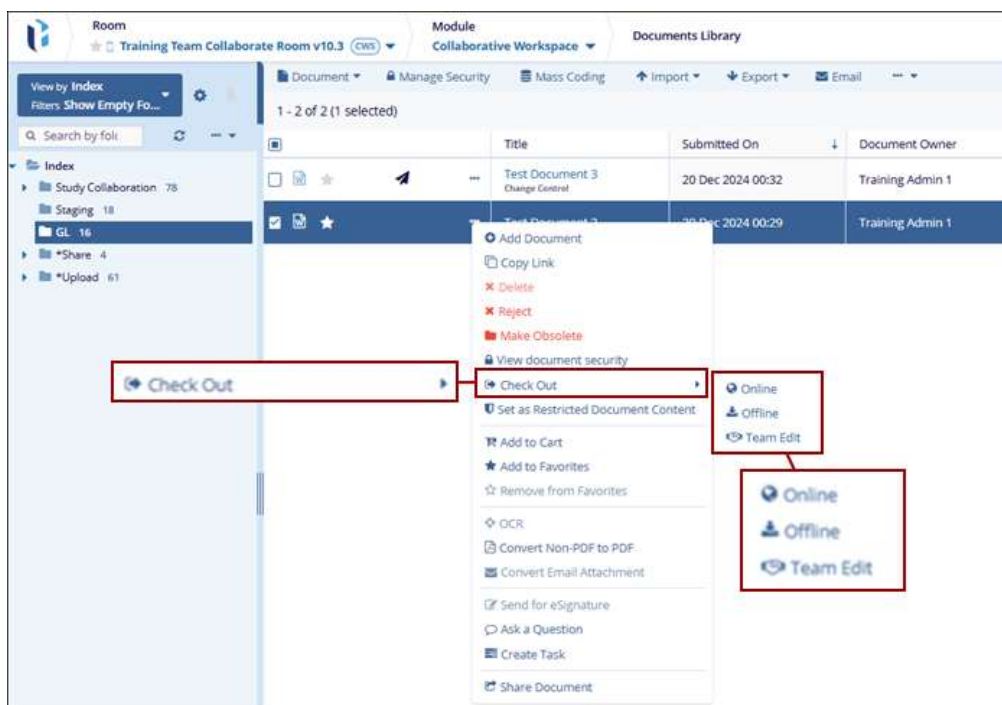 Room
Training Team Collaborate Room v10.3 CWS
Module
Collaborative Workspace
Documents Library
View by Index
Filters Show Empty Fo...
Document
Manage Security
Mass Coding
Import
Export
Email
1 - 2 of 2 (1 selected)
Search by fol
Index
Study Collaboration 78
Staging 18
GL 16
*Share 4
*Upload 61
Title
Submitted On
Document Owner
Test Document 3
Change Control
20 Dec 2024 00:32
Training Admin 1
Test Document 2
20 Dec 2024 00:29
Training Admin 1
Add Document
Copy Link
Delete
Reject
Make Obsolete
View document security
Check Out
Check Out
Online
Offline
Team Edit
Set as Restricted Document Content
Add to Cart
Add to Favorites
Remove from Favorites
Online
Offline
Team Edit
OCR
Convert Non-PDF to PDF
Convert Email Attachment
Send for eSignature
Ask a Question
Create Task
Share Document